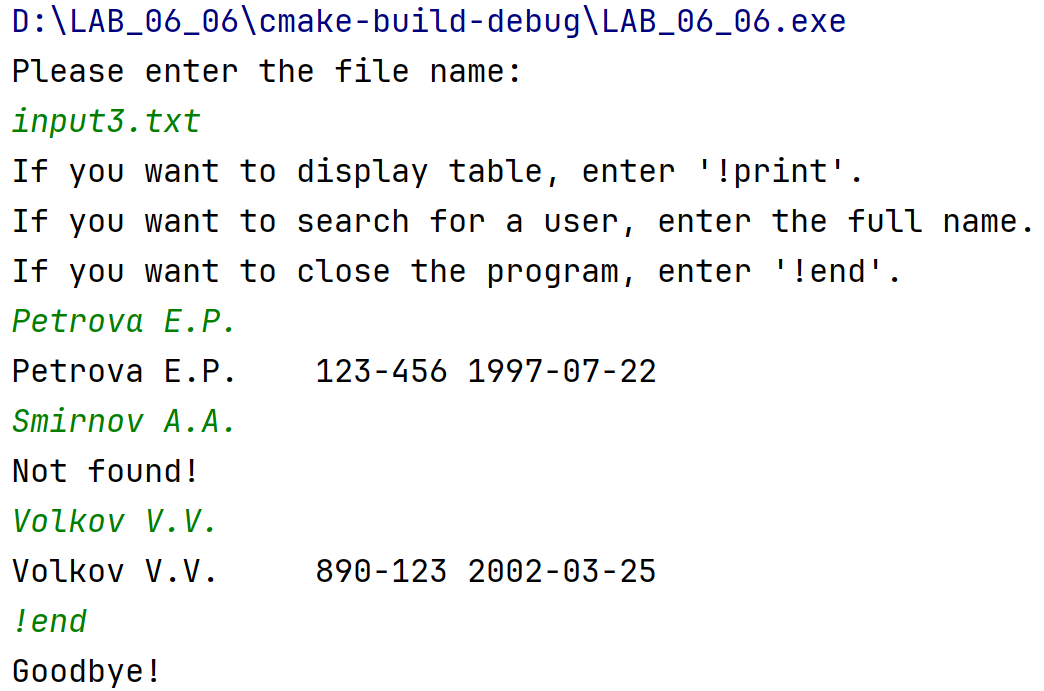 D:\LAB_06_06\cmake-build-debug\LAB_06_06.exe
Please enter the file name:
input3.txt
If you want to display table, enter '!print'.
If you want to search for a user, enter the full name.
If you want to close the program, enter '!end'.
Petrova E.P.
Petrova E.P.    123-456 1997-07-22
Smirnov A.A.
Not found!
Volkov V.V.
Volkov V.V.     890-123 2002-03-25
!end
Goodbye!